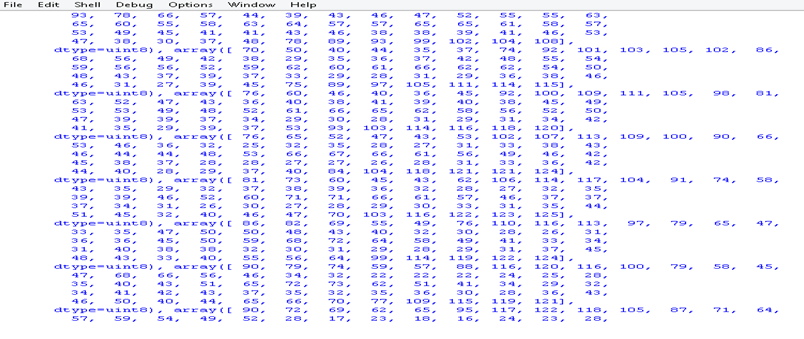 File Edit Shell Debug Options Window Help
93, 78, 66, 57, 44, 39, 43, 46, 47, 52, 55, 55, 63,
65, 60, 55, 58, 63, 64, 57, 57, 65, 65, 61, 58, 57,
53, 49, 45, 41, 41, 43, 46, 38, 38, 39, 41, 46, 53,
47, 38, 30, 37, 48, 78, 89, 93, 99, 102, 104, 108],
dtype=uint8), array([ 70, 50, 40, 44, 35, 37, 74, 92, 101, 103, 105, 102, 86,
68, 56, 49, 42, 38, 29, 35, 36, 37, 42, 48, 55, 54,
59, 56, 56, 52, 59, 62, 60, 61, 66, 62, 62, 54, 50,
48, 43, 37, 39, 37, 33, 29, 28, 31, 29, 36, 38, 46,
46, 31, 27, 39, 45, 75, 89, 97, 105, 111, 114, 115],
dtype=uint8), array([ 76, 60, 46, 40, 36, 45, 92, 100, 109, 111, 105, 98, 81,
63, 52, 47, 43, 36, 40, 38, 41, 39, 40, 38, 45, 49,
53, 53, 49, 48, 52, 61, 66, 65, 62, 58, 56, 52, 50,
47, 39, 39, 37, 34, 29, 30, 28, 31, 29, 31, 34, 42,
41, 35, 29, 39, 37, 53, 93, 103, 114, 116, 118, 120],
dtype=uint8), array([ 76, 65, 52, 47, 43, 53, 102, 107, 113, 109, 100, 90, 66,
53, 46, 36, 32, 25, 32, 35, 28, 27, 31, 33, 38, 43,
46, 44, 44, 48, 53, 66, 67, 66, 61, 56, 49, 46, 42,
45, 38, 37, 28, 28, 27, 27, 26, 28, 31, 33, 36, 42,
44, 40, 28, 29, 37, 40, 84, 104, 118, 121, 121, 124],
dtype=uint8), array([ 81, 73, 60, 45, 43, 62, 106, 114, 117, 104, 91, 74, 58,
43, 35, 29, 32, 37, 38, 39, 36, 32, 28, 27, 32, 35,
39, 39, 46, 52, 60, 71, 71, 66, 61, 57, 46, 37, 37,
37, 34, 31, 26, 30, 27, 28, 29, 30, 33, 31, 35, 44,
51, 45, 32, 40, 46, 47, 70, 103, 116, 122, 123, 125],
dtype=uint8), array([ 86, 82, 69, 55, 49, 76, 110, 116, 113, 97, 79, 65, 47,
33, 35, 47, 50, 50, 48, 43, 40, 32, 30, 28, 26, 31,
36, 36, 45, 50, 59, 68, 72, 64, 58, 49, 41, 33, 34,
31, 40, 38, 38, 32, 30, 31, 29, 28, 29, 31, 37, 45,
48, 43, 33, 40, 55, 56, 64, 99, 114, 119, 122, 124],
dtype=uint8), array([ 90, 79, 74, 59, 57, 88, 116, 120, 116, 100, 79, 58, 45,
47, 68, 66, 56, 46, 34, 32, 22, 22, 22, 24, 25, 28,
35, 40, 43, 51, 65, 72, 73, 62, 51, 41, 34, 29, 32,
34, 41, 42, 43, 37, 35, 32, 35, 36, 30, 28, 36, 43,
46, 50, 40, 44, 65, 66, 70, 77, 109, 115, 119, 121],
dtype=uint8), array([ 90, 72, 69, 62, 65, 95, 117, 122, 118, 105, 87, 71, 64,
57, 59, 54, 49, 52, 28, 17, 23, 18, 16, 24, 23, 28,